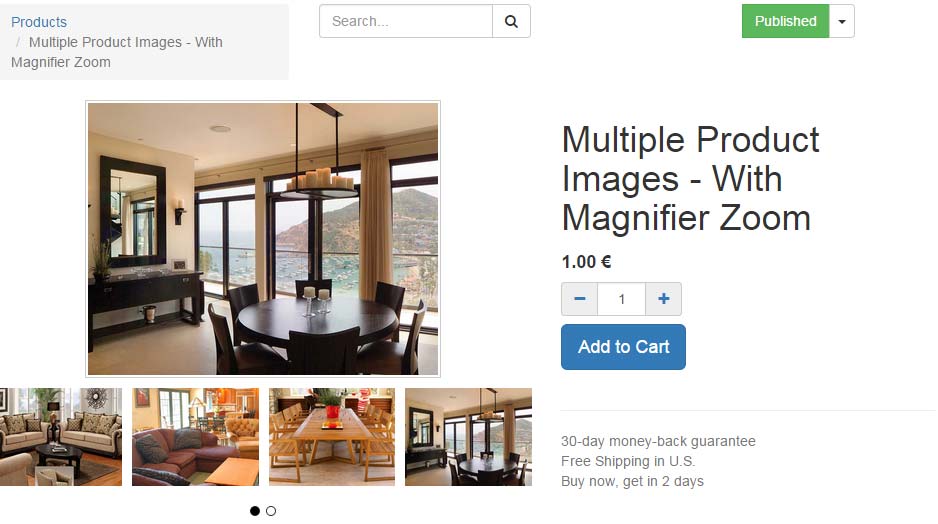 Products
/ Multiple Product Images - With
Magnifier Zoom
Search...
Published
Multiple Product
Images - With
Magnifier Zoom
1.00 €
1
Add to Cart
30-day money-back guarantee
Free Shipping in U.S.
Buy now, get in 2 days